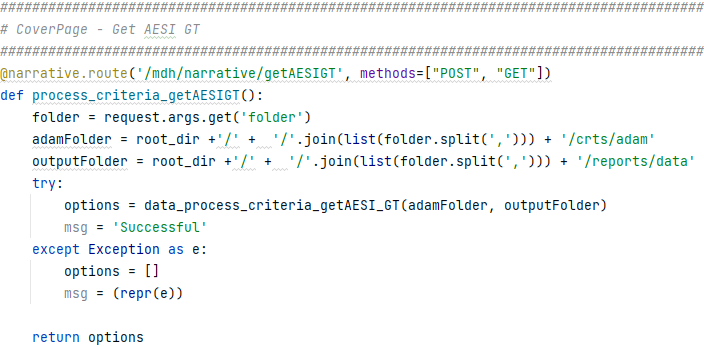 ########################################################################################
# CoverPage - Get AESI GT
########################################################################################
@narrative.route('/mdh/narrative/getAESIGT', methods=["POST", "GET"])
def process_criteria_getAESIGT():
    folder = request.args.get('folder')
    adamFolder = root_dir +'/' +  '/'.join(list(folder.split(','))) + '/crts/adam'
    outputFolder = root_dir +'/' +  '/'.join(list(folder.split(','))) + '/reports/data'
    try:
        options = data_process_criteria_getAESI_GT(adamFolder, outputFolder)
        msg = 'Successful'
    except Exception as e:
        options = []
        msg = (repr(e))
    return options